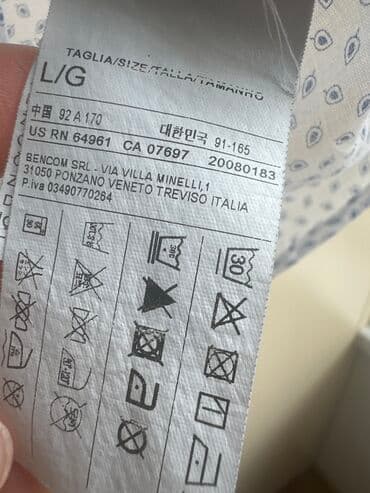 TAGLIA/SIZE/TALLA/TAMANHO
L/G
中国 92 A 170 대한민국 91-165
US RN 64961 CA 07697 20080183
BENCOM SRL - VIA VILLA MINELLI,1
31050 PONZANO VENETO TREVISO ITALIA
P.iva 03490770264
30